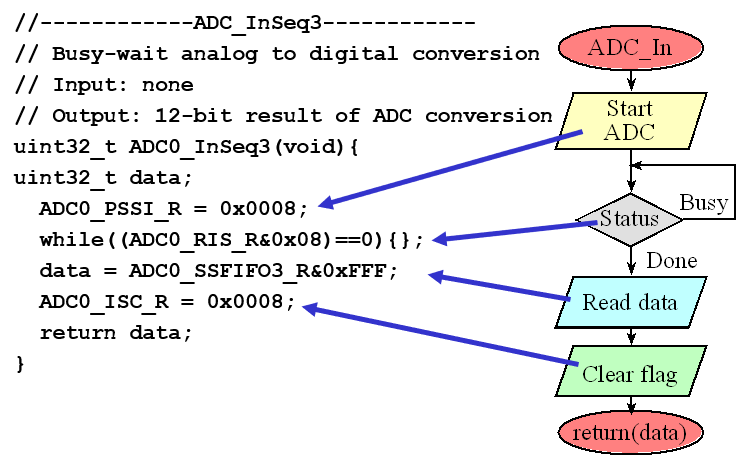 //------------ADC_InSeq3------------
// Busy-wait analog to digital conversion
// Input: none
// Output: 12-bit result of ADC conversion
uint32_t ADC0_InSeq3(void){
uint32_t data;
ADC0_PSSI_R = 0x0008;
while((ADC0_RIS_R&0x08)==0){};
data = ADC0_SSFIFO3_R&0xFFF;
ADC0_ISC_R = 0x0008;
return data;
}
ADC_In
Start
ADC
Status
Busy
Done
Read data
Clear flag
return(data)